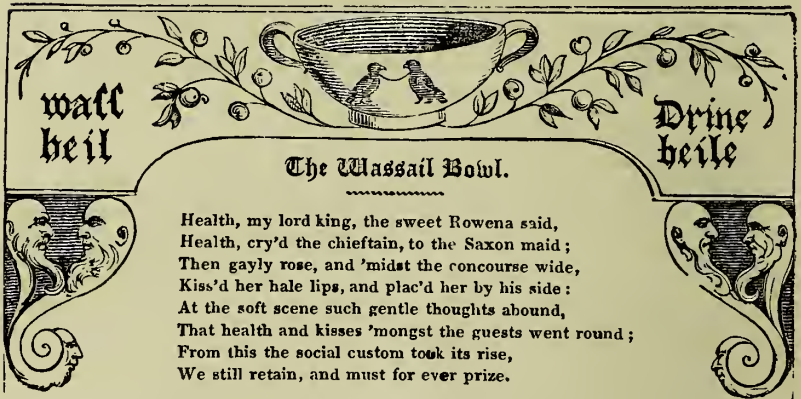 waſſ
heil
Drinc
heile
The Wassail Bowl.
Health, my lord king, the sweet Rowena said,
Health, cry'd the chieftain, to the Saxon maid;
Then gayly rose, and 'midst the concourse wide,
Kiss'd her hale lips, and plac'd her by his side:
At the soft scene such gentle thoughts abound,
That health and kisses 'mongst the guests went round;
From this the social custom took its rise,
We still retain, and must for ever prize.